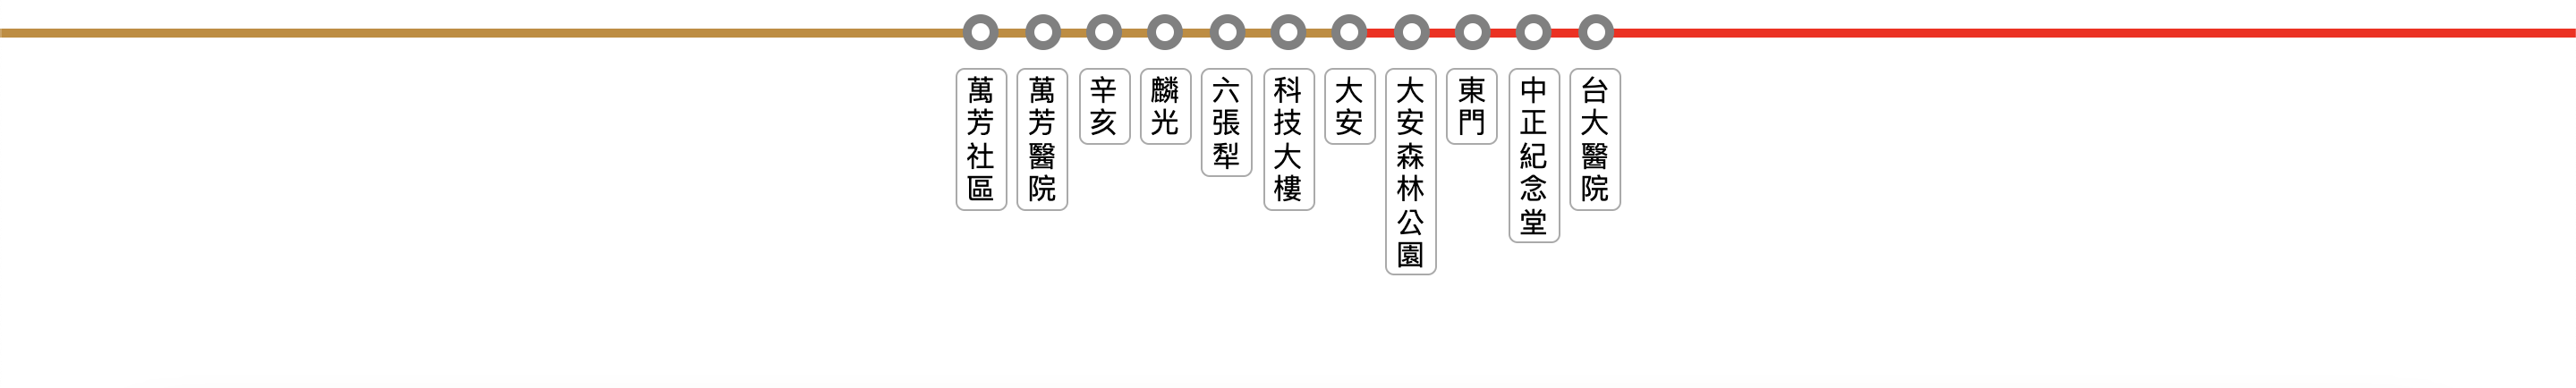 萬芳社區
萬芳醫院
辛亥
麟光
六張犁
科技大樓
大安
大安森林公園
東門
中正紀念堂
台大醫院